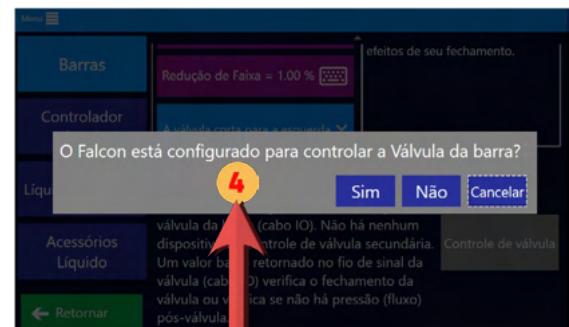 Menu
Barras
Redução de Faixa = 1.00 %
efeitos de seu fechamento.
Controlador
A válvula corta para a esquerda
O Falcon está configurado para controlar a Válvula da barra?
4
Sim Não Cancelar
válvula da (cabo IO). Não há nenhum
Acessórios
Líquido
dispositiv ntrole de válvula secundária.
Controle de válvula
Um valor ba retornado no fio de sinal da
válvula (cab O) verifica o fechamento da
válvula ou v ica se não há pressão (fluxo)
pós-válvula.
Retornar